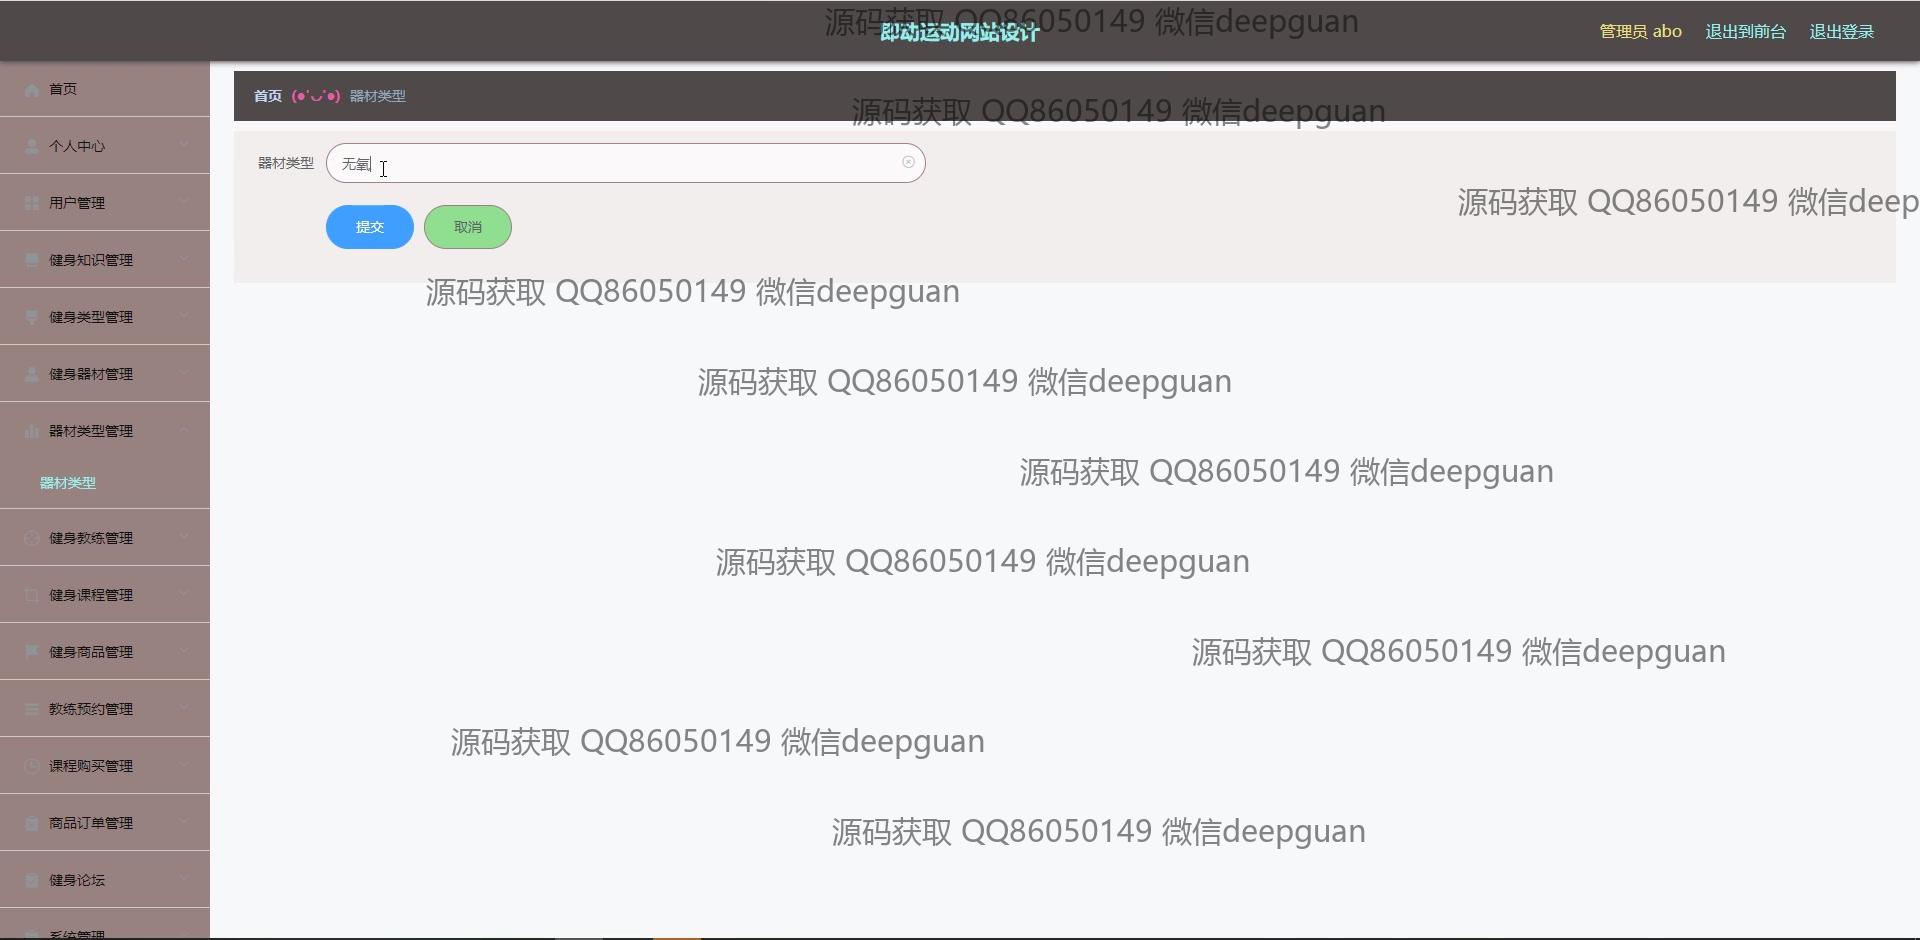 源码获取 QQ86050149 微信deepguan
即动运动网站设计
管理员 abo 退出到前台 退出登录
首页
首页 (●'◡'●) 器材类型
源码获取 QQ86050149 微信deepguan
个人中心
器材类型 无氧
用户管理
源码获取 QQ86050149 微信deep
提交 取消
健身知识管理
源码获取 QQ86050149 微信deepguan
健身类型管理
健身器材管理
源码获取 QQ86050149 微信deepguan
器材类型管理
源码获取 QQ86050149 微信deepguan
器材类型
健身教练管理
源码获取 QQ86050149 微信deepguan
健身课程管理
健身商品管理
源码获取 QQ86050149 微信deepguan
教练预约管理
源码获取 QQ86050149 微信deepguan
课程购买管理
商品订单管理
源码获取 QQ86050149 微信deepguan
健身论坛
系统管理